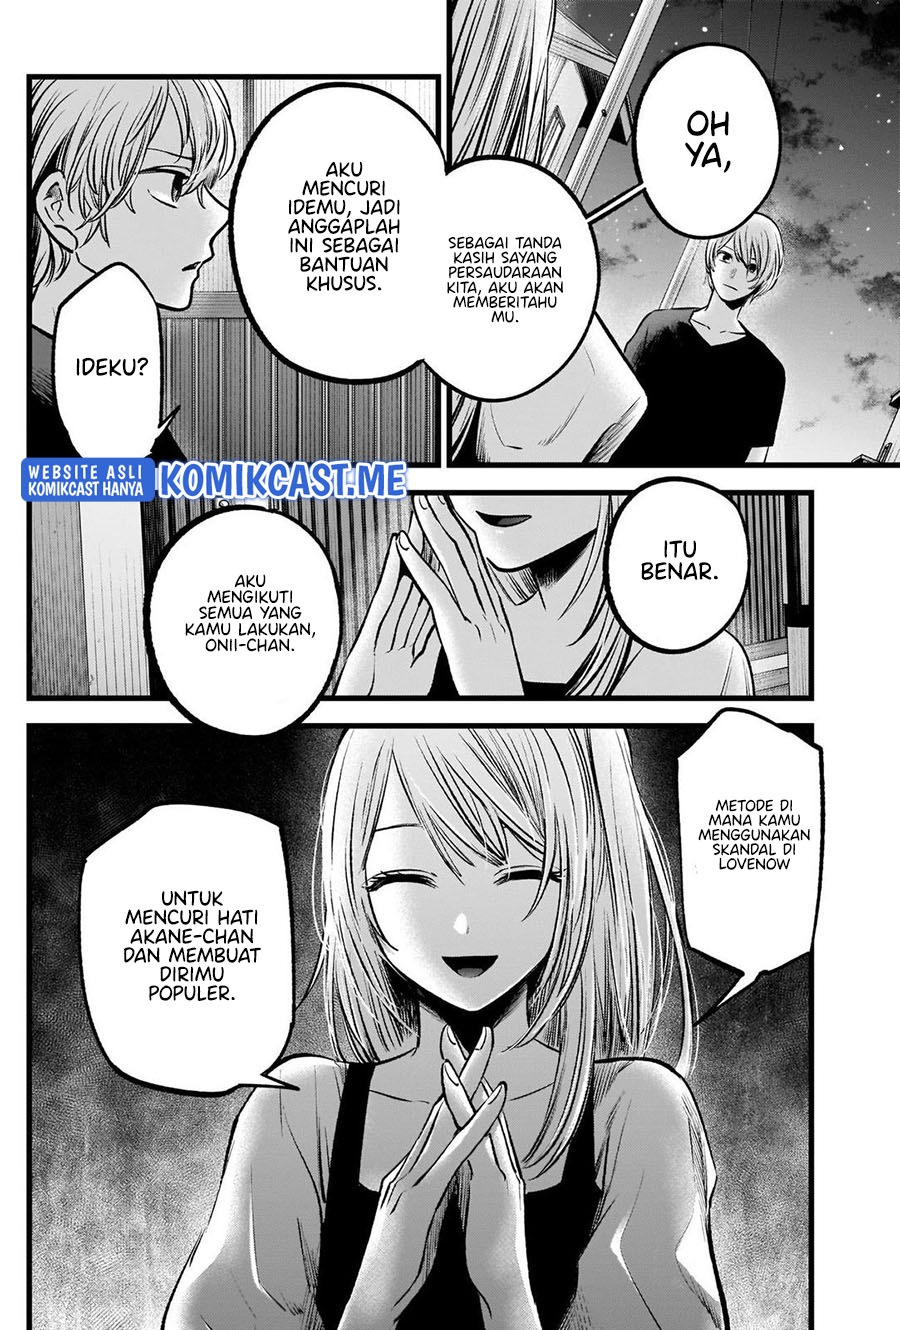 OH
YA,
SEBAGAI TANDA
KASIH SAYANG
PERSAUDARAAN
KITA, AKU AKAN
MEMBERITAHU
MU.
AKU
MENCURI
IDEMU, JADI
ANGGAPLAH
INI SEBAGAI
BANTUAN
KHUSUS.
IDEKU?
WEBSITE ASLI
KOMIKCAST HANYA
KOMIKCAST.ME
ITU
BENAR.
AKU
MENGIKUTI
SEMUA YANG
KAMU LAKUKAN,
ONII-CHAN.
METODE DI
MANA KAMU
MENGGUNAKAN
SKANDAL DI
LOVENOW
UNTUK
MENCURI HATI
AKANE-CHAN
DAN MEMBUAT
DIRIMU
POPULER.